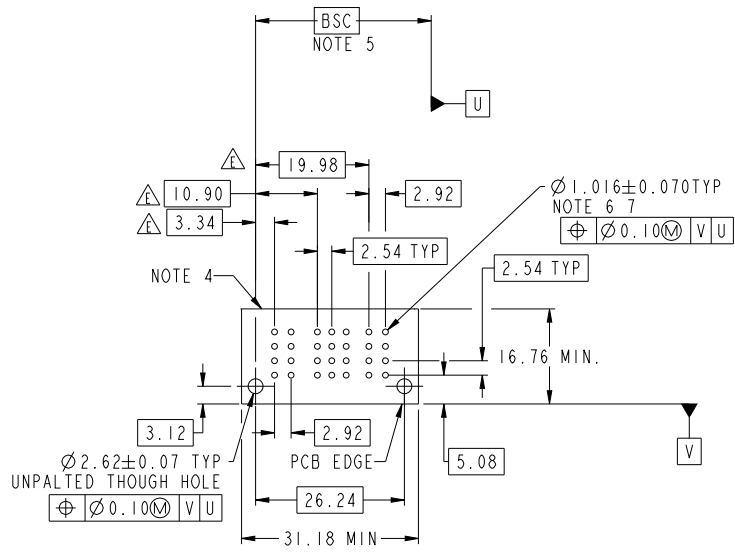 BSC
NOTE 5
U
E
19.98
E 10.90
2.92
Ø1.016±0.070TYP
NOTE 6 7
⌖ Ø0.10Ⓜ V U
E 3.34
2.54 TYP
2.54 TYP
NOTE 4
16.76 MIN.
3.12
2.92
5.08
V
Ø2.62±0.07 TYP
UNPALTED THOUGH HOLE
⌖ Ø0.10Ⓜ V U
PCB EDGE
26.24
31.18 MIN